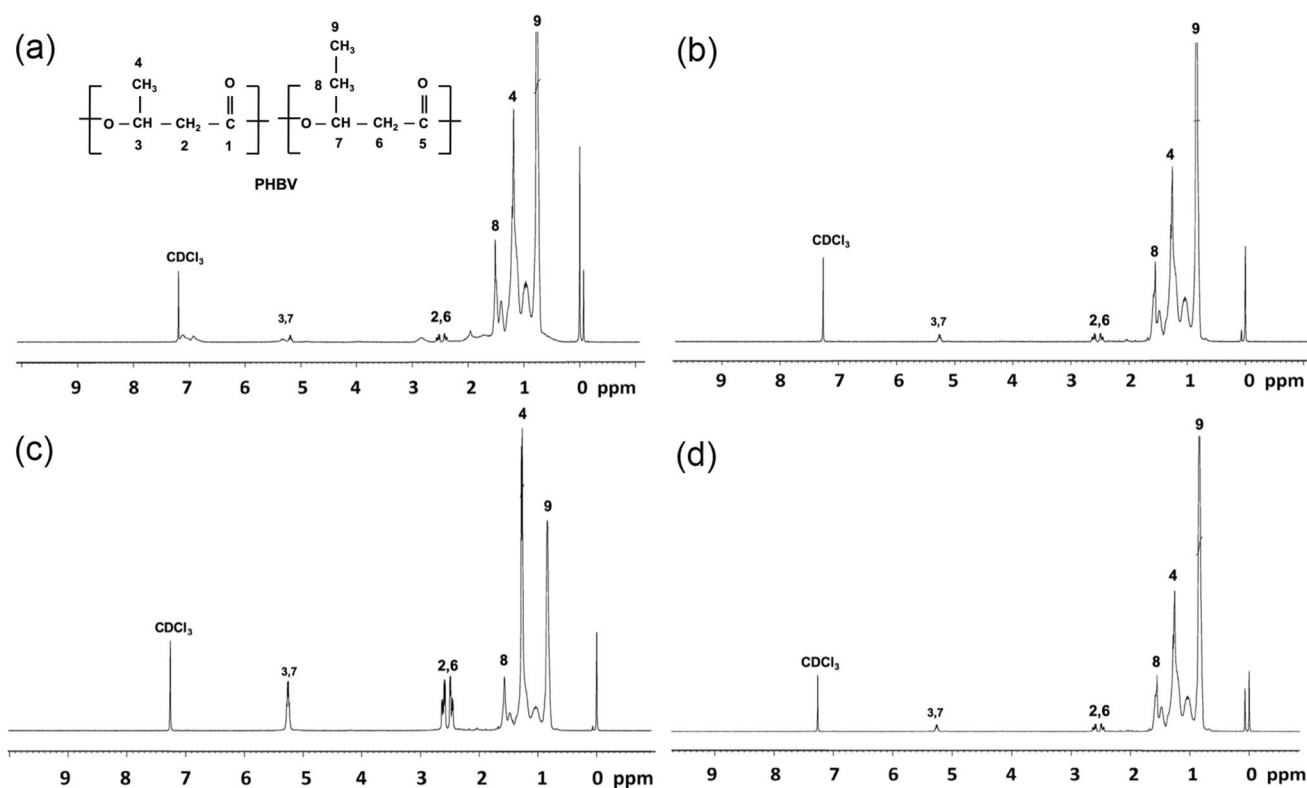 (a)
9
CH₃
4
8
CH₃
CH₃
O
O
O – CH – CH₂ – C
O – CH – CH₂ – C
3 2 1
7 6 5
PHBV
CDCl₃
3,7
2,6
8
4
9
9 8 7 6 5 4 3 2 1 0 ppm
(b)
CDCl₃
3,7
2,6
8
4
9
9 8 7 6 5 4 3 2 1 0 ppm
(c)
CDCl₃
3,7
2,6
8
4
9
9 8 7 6 5 4 3 2 1 0 ppm
(d)
CDCl₃
3,7
2,6
8
4
9
9 8 7 6 5 4 3 2 1 0 ppm